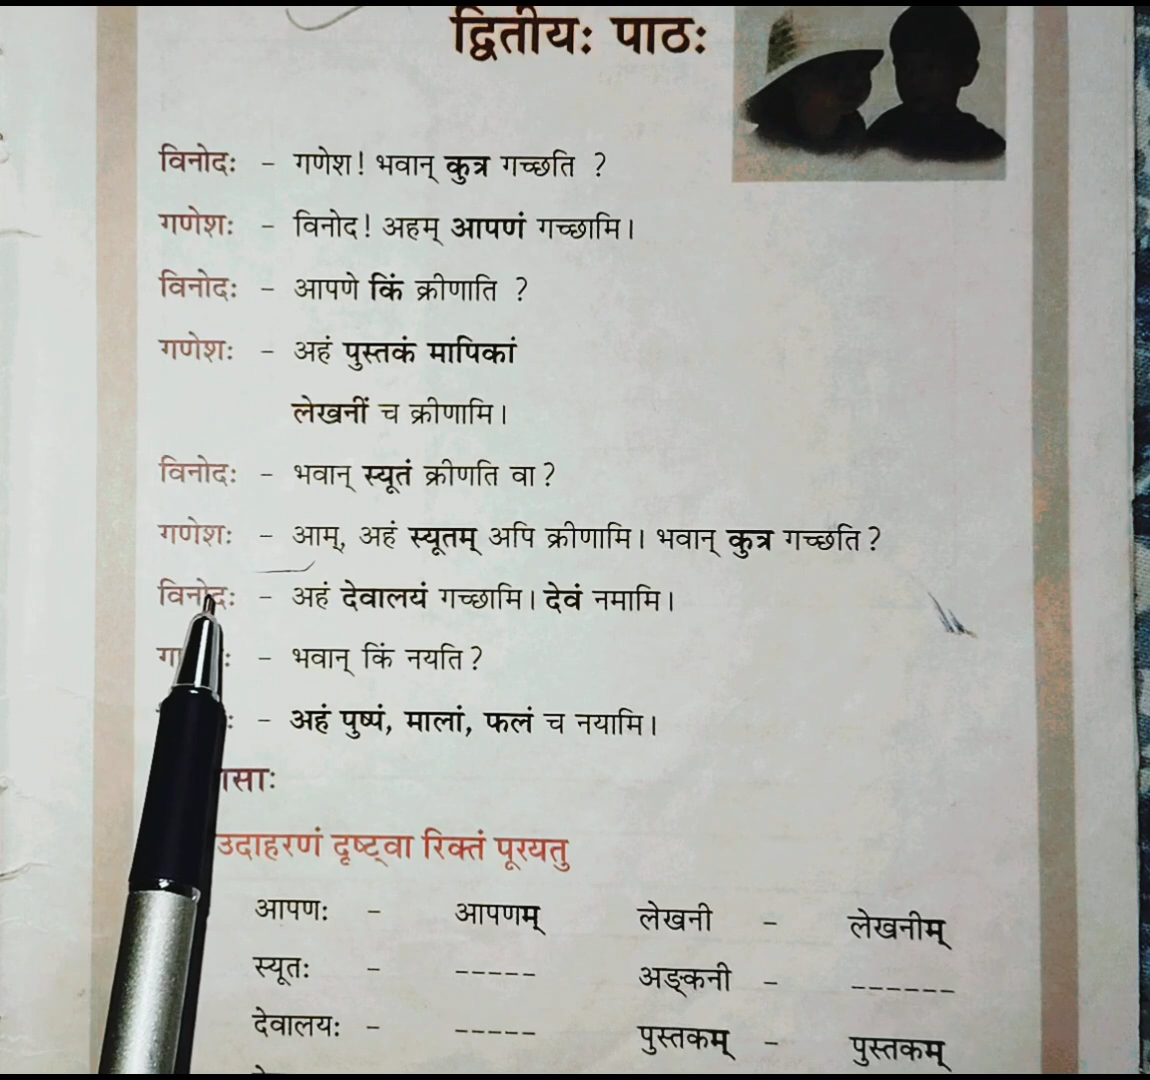 द्वितीयः पाठः
विनोदः - गणेश! भवान् कुत्र गच्छति ?
गणेशः - विनोद! अहम् आपणं गच्छामि।
विनोदः - आपणे किं क्रीणाति ?
गणेशः - अहं पुस्तकं मापिकां
लेखनीं च क्रीणामि।
विनोदः - भवान् स्यूतं क्रीणति वा ?
गणेशः - आम्, अहं स्यूतम् अपि क्रीणामि। भवान् कुत्र गच्छति ?
विनोदः - अहं देवालयं गच्छामि। देवं नमामि।
- भवान् किं नयति ?
- अहं पुष्पं, मालां, फलं च नयामि।
उदाहरणं दृष्ट्वा रिक्तं पूरयतु
आपणः - आपणम् लेखनी - लेखनीम्
स्यूतः - ----- अङ्कनी - ------
देवालयः - ----- पुस्तकम् - पुस्तकम्